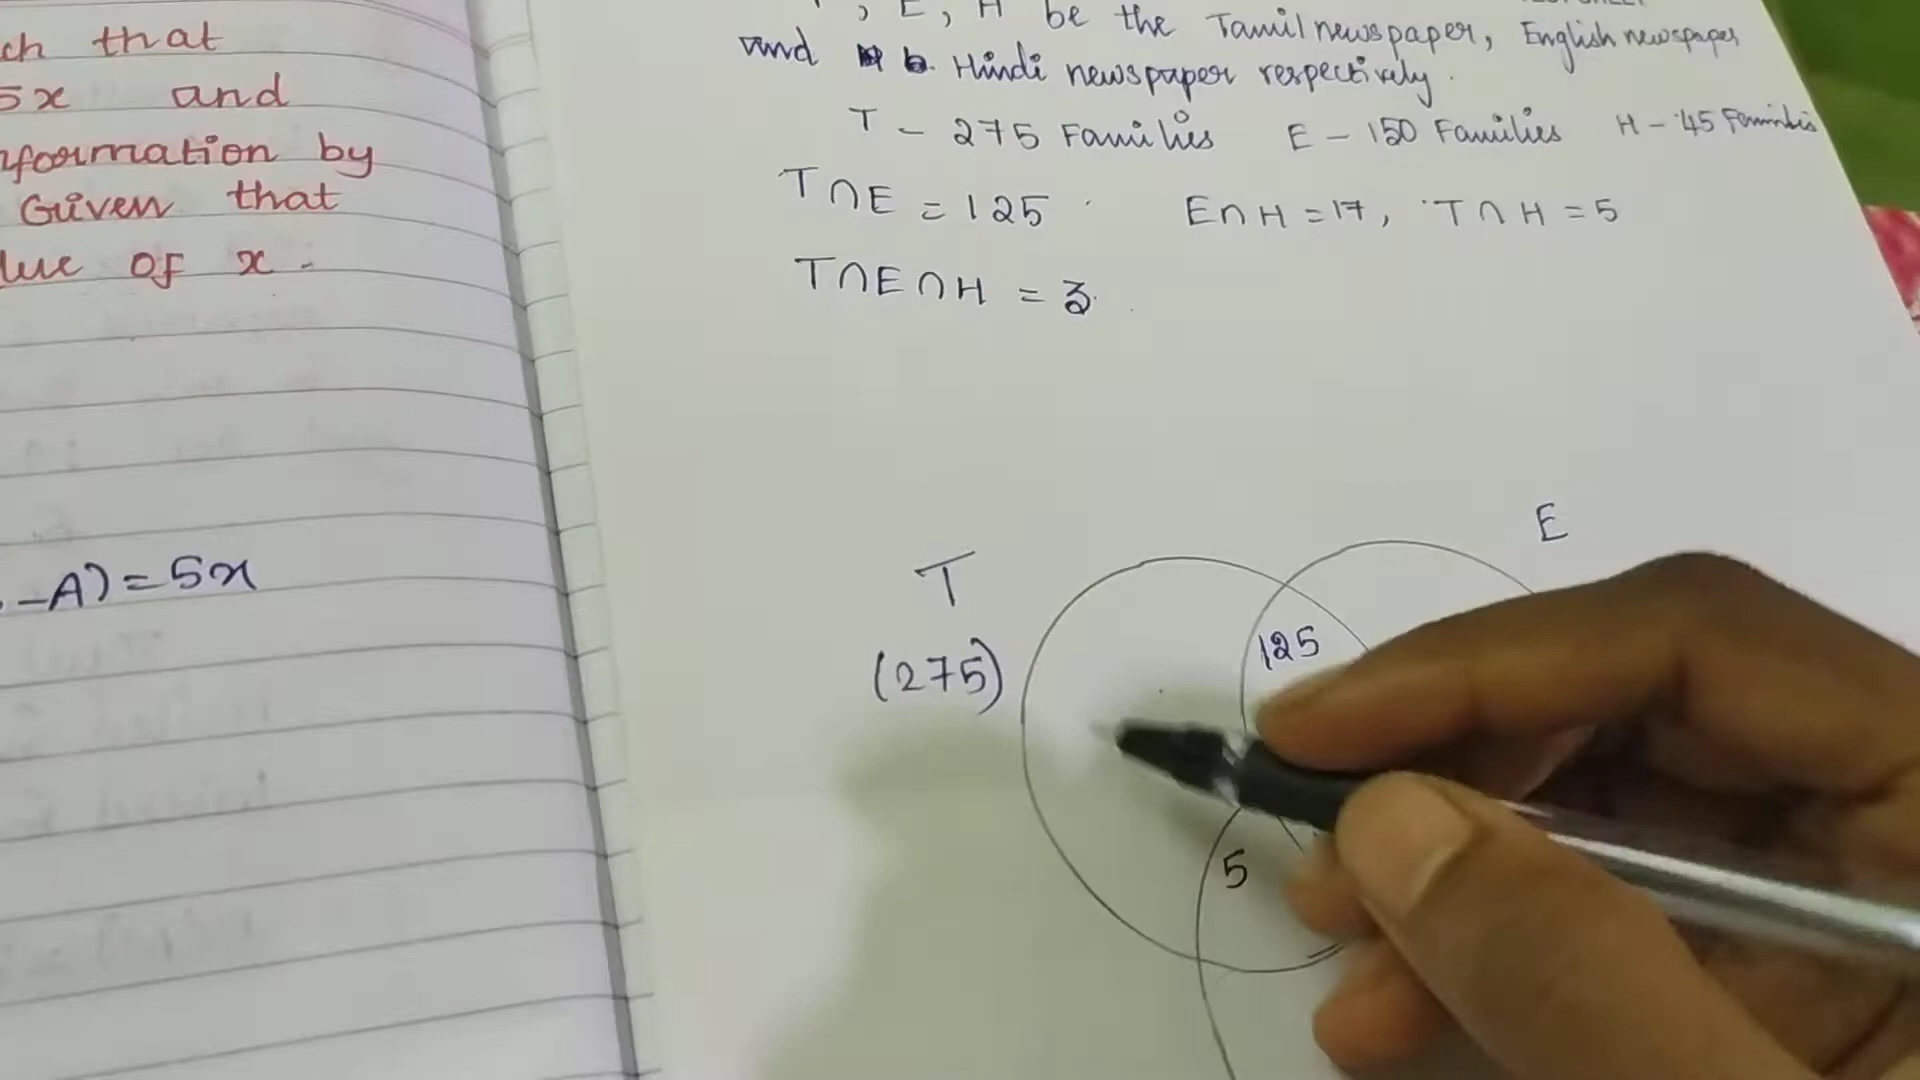 ch that
5x and
nformation by
Given that
lue of x.
-A) = 5x
, E, H be the Tamil newspaper, English newspaper
and Hindi newspaper respectively.
T - 275 Families E - 150 Families H - 45 Families
T∩E = 125 E∩H = 17, T∩H = 5
T∩E∩H = 3.
E
T
(275)
125
5